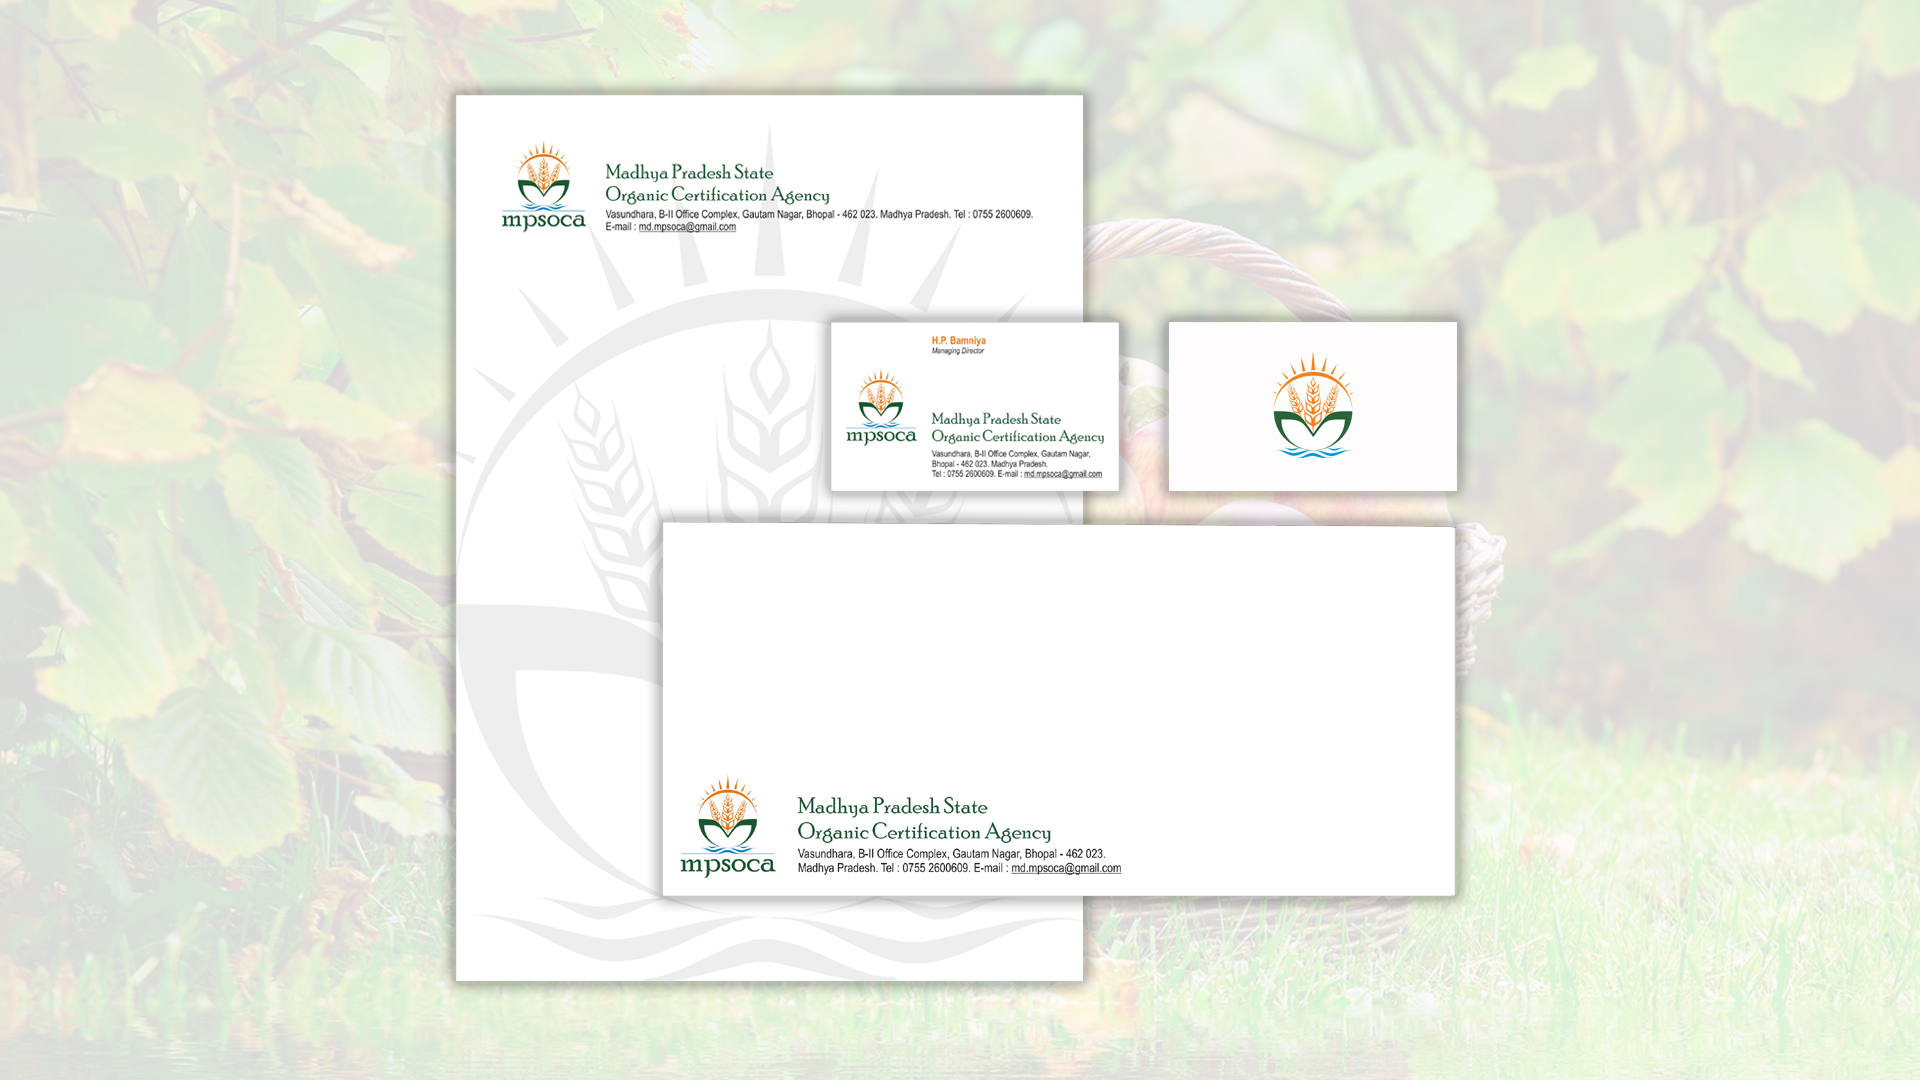 mpsoca
Madhya Pradesh State
Organic Certification Agency
Vasundhara, B-II Office Complex, Gautam Nagar, Bhopal - 462 023. Madhya Pradesh. Tel : 0755 2600609.
E-mail : md.mpsoca@gmail.com
H.P. Bamniya
Managing Director
mpsoca
Madhya Pradesh State
Organic Certification Agency
Vasundhara, B-II Office Complex, Gautam Nagar,
Bhopal - 462 023. Madhya Pradesh.
Tel : 0755 2600609. E-mail : md.mpsoca@gmail.com
mpsoca
Madhya Pradesh State
Organic Certification Agency
Vasundhara, B-II Office Complex, Gautam Nagar, Bhopal - 462 023.
Madhya Pradesh. Tel : 0755 2600609. E-mail : md.mpsoca@gmail.com